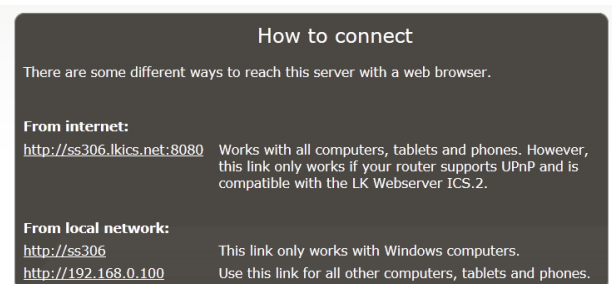 How to connect
There are some different ways to reach this server with a web browser.
From internet:
http://ss306.lkics.net:8080 Works with all computers, tablets and phones. However,
this link only works if your router supports UPnP and is
compatible with the LK Webserver ICS.2.
From local network:
http://ss306 This link only works with Windows computers.
http://192.168.0.100 Use this link for all other computers, tablets and phones.